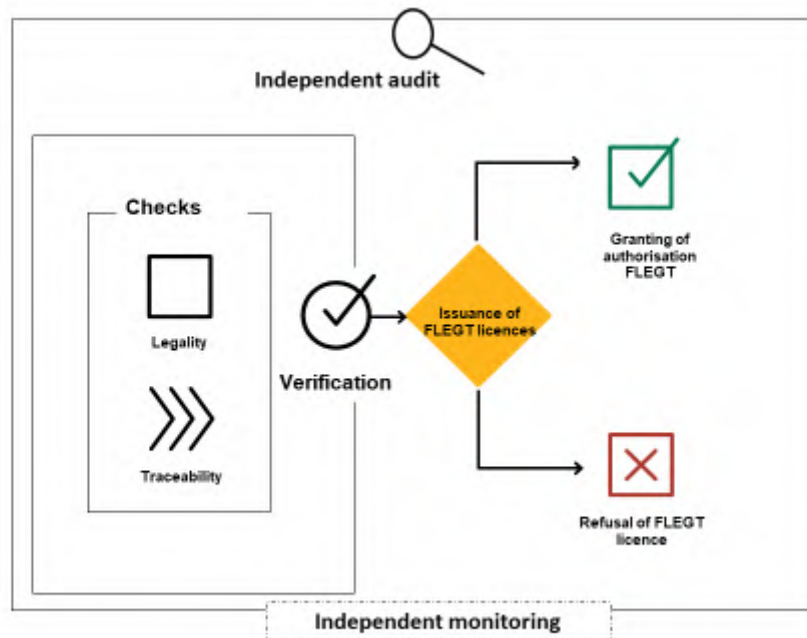 Independent audit
Checks
Legality
Traceability
Verification
Issuance of
FLEGT licences
Granting of
authorisation
FLEGT
Refusal of FLEGT
licence
Independent monitoring